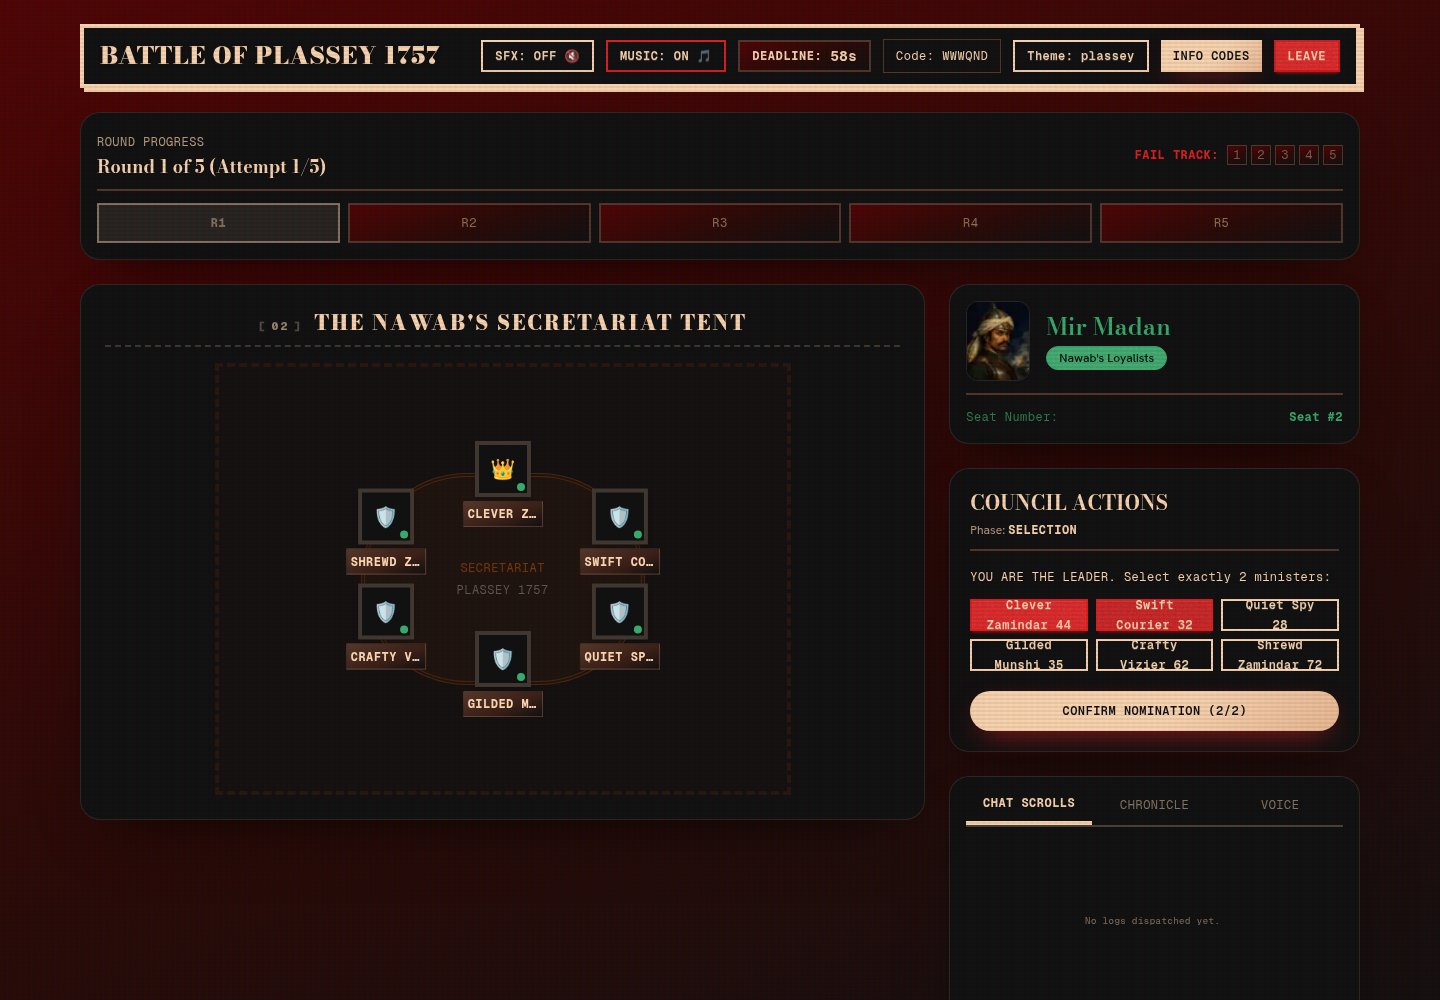 BATTLE OF PLASSEY 1757
SFX: OFF
MUSIC: ON
DEADLINE: 58s
Code: WWWQND
Theme: plassey
INFO CODES
LEAVE
ROUND PROGRESS
Round 1 of 5 (Attempt 1/5)
FAIL TRACK: 1 2 3 4 5
R1
R2
R3
R4
R5
[ 02 ] THE NAWAB'S SECRETARIAT TENT
CLEVER Z…
SHREWD Z…
SWIFT CO…
SECRETARIAT
PLASSEY 1757
CRAFTY V…
QUIET SP…
GILDED M…
Mir Madan
Nawab's Loyalists
Seat Number: Seat #2
COUNCIL ACTIONS
Phase: SELECTION
YOU ARE THE LEADER. Select exactly 2 ministers:
Clever
Zamindar 44
Swift
Courier 32
Quiet Spy
28
Gilded
Munshi 35
Crafty
Vizier 62
Shrewd
Zamindar 72
CONFIRM NOMINATION (2/2)
CHAT SCROLLS
CHRONICLE
VOICE
No logs dispatched yet.